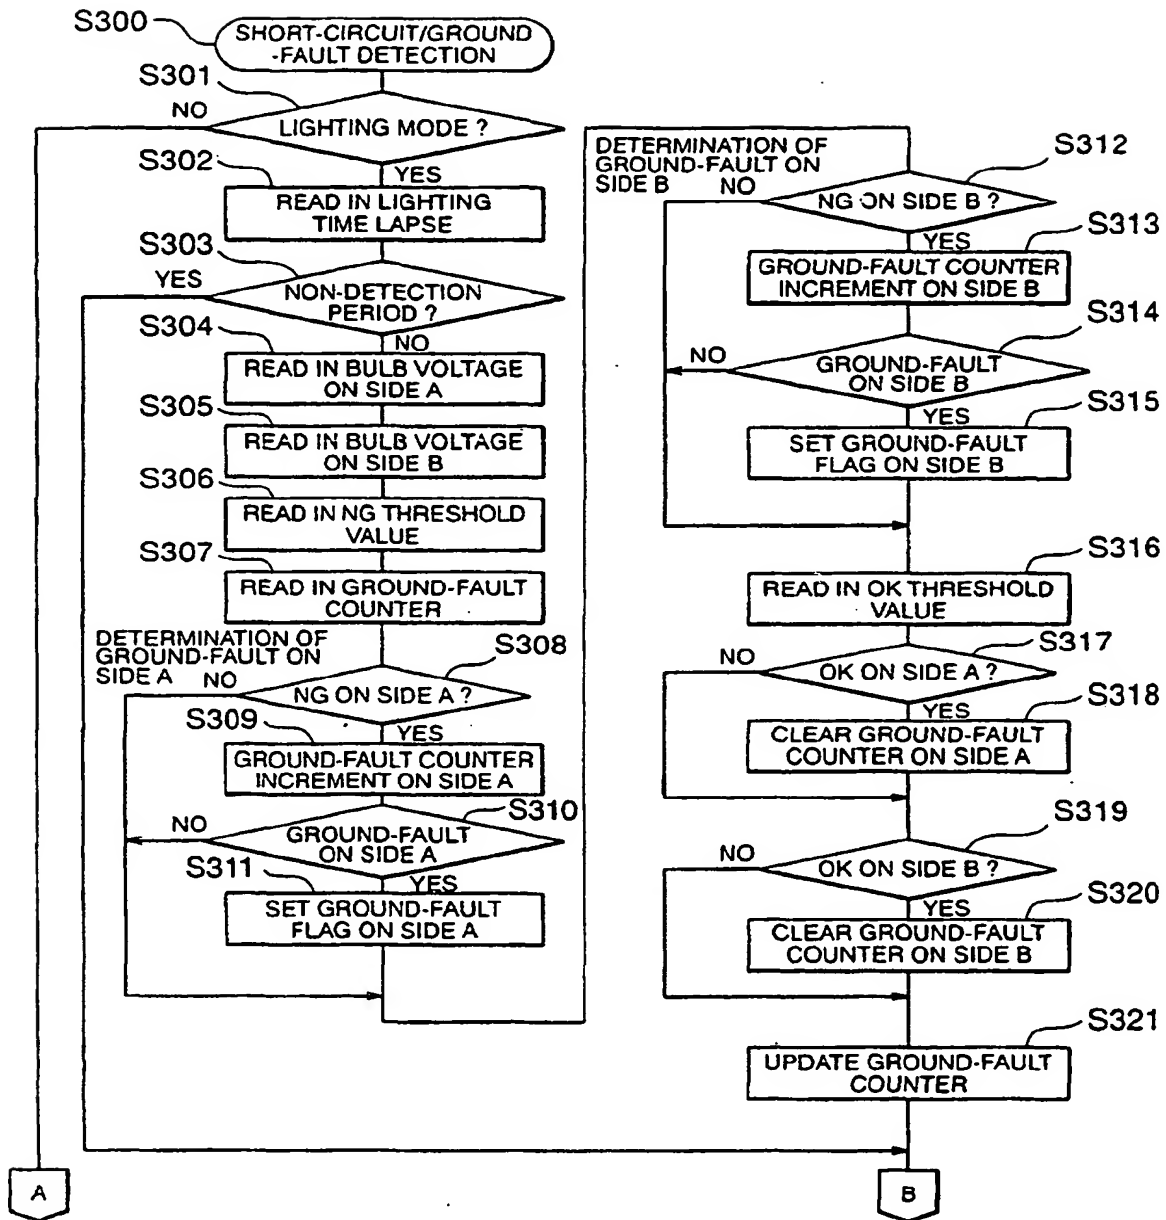 S300
SHORT-CIRCUIT/GROUND
-FAULT DETECTION
S301
NO
LIGHTING MODE ?
S302
YES
READ IN LIGHTING
TIME LAPSE
S303
YES
NON-DETECTION
PERIOD ?
S304
NO
READ IN BULB VOLTAGE
ON SIDE A
S305
READ IN BULB VOLTAGE
ON SIDE B
S306
READ IN NG THRESHOLD
VALUE
S307
READ IN GROUND-FAULT
COUNTER
DETERMINATION OF
GROUND-FAULT ON
SIDE A
S308
NO
NG ON SIDE A ?
S309
YES
GROUND-FAULT COUNTER
INCREMENT ON SIDE A
S310
NO
GROUND-FAULT
ON SIDE A
S311
YES
SET GROUND-FAULT
FLAG ON SIDE A
DETERMINATION OF
GROUND-FAULT ON
SIDE B
S312
NO
NG ON SIDE B ?
S313
YES
GROUND-FAULT COUNTER
INCREMENT ON SIDE B
S314
NO
GROUND-FAULT
ON SIDE B
S315
YES
SET GROUND-FAULT
FLAG ON SIDE B
S316
READ IN OK THRESHOLD
VALUE
S317
NO
OK ON SIDE A ?
S318
YES
CLEAR GROUND-FAULT
COUNTER ON SIDE A
S319
NO
OK ON SIDE B ?
S320
YES
CLEAR GROUND-FAULT
COUNTER ON SIDE B
S321
UPDATE GROUND-FAULT
COUNTER
A
B